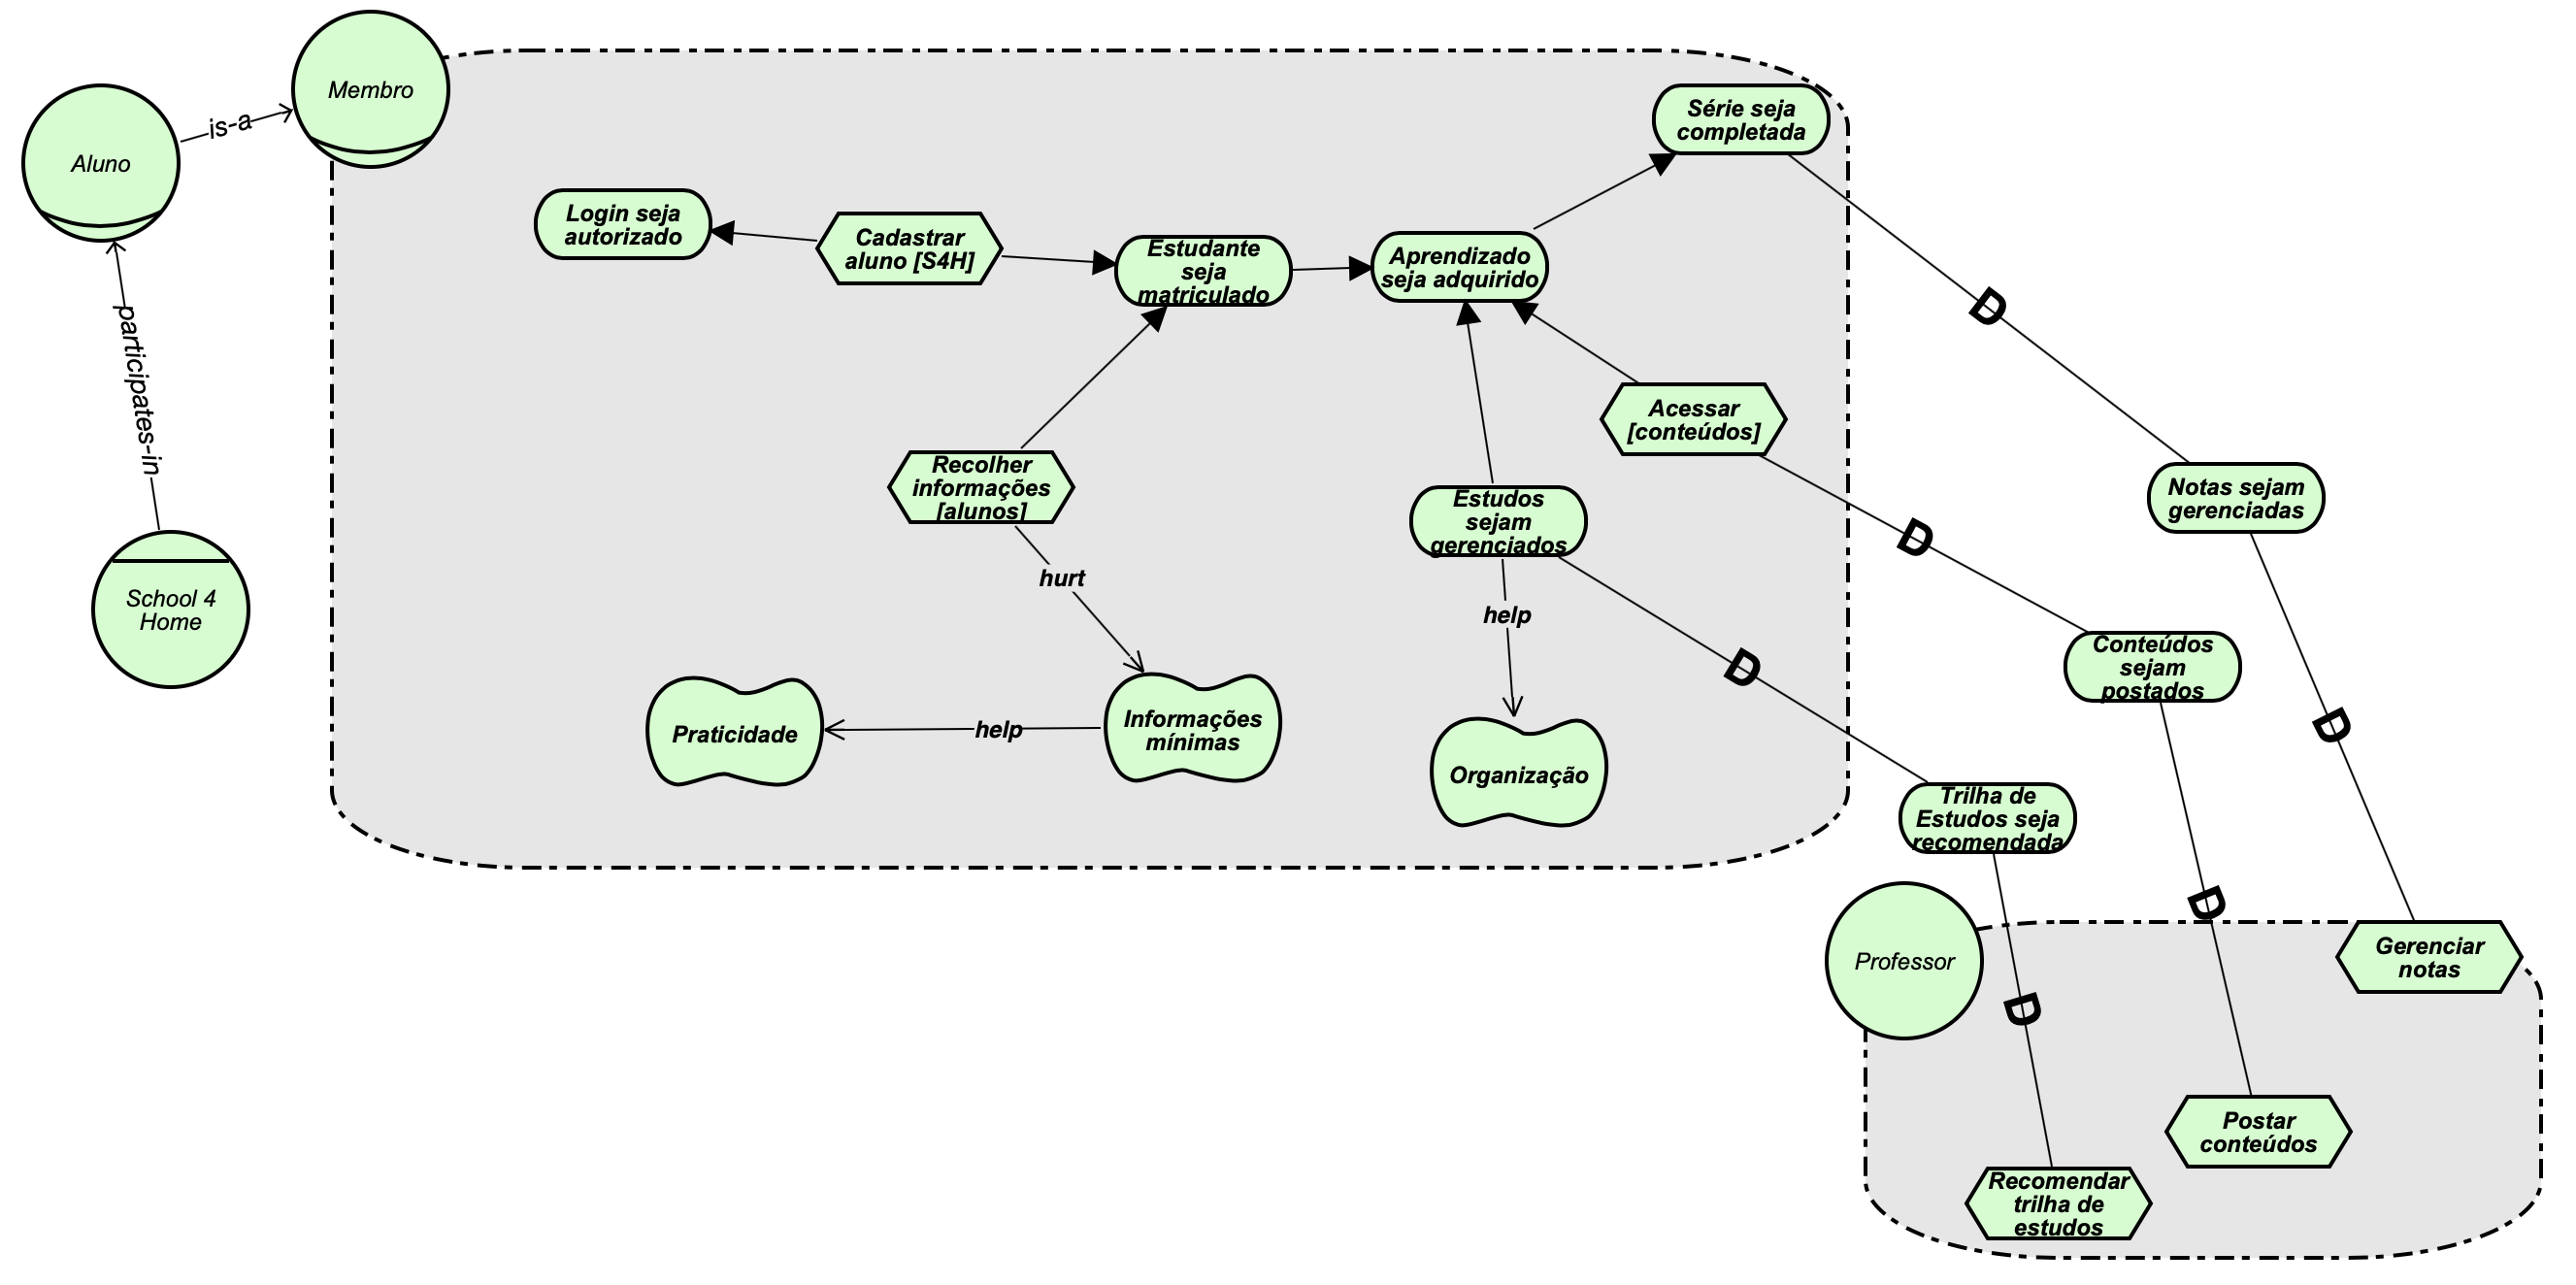 Membro
Aluno
is-a
participates-in
School 4
Home
Série seja
completada
Login seja
autorizado
Cadastrar
aluno [S4H]
Estudante
seja
matriculado
Aprendizado
seja adquirido
D
Acessar
[conteúdos]
Recolher
informações
[alunos]
Estudos
sejam
gerenciados
Notas sejam
gerenciadas
D
hurt
help
D
Conteúdos
sejam
postados
Praticidade
help
Informações
mínimas
Organização
D
Trilha de
Estudos seja
recomendada
D
Professor
Gerenciar
notas
D
Postar
conteúdos
Recomendar
trilha de
estudos